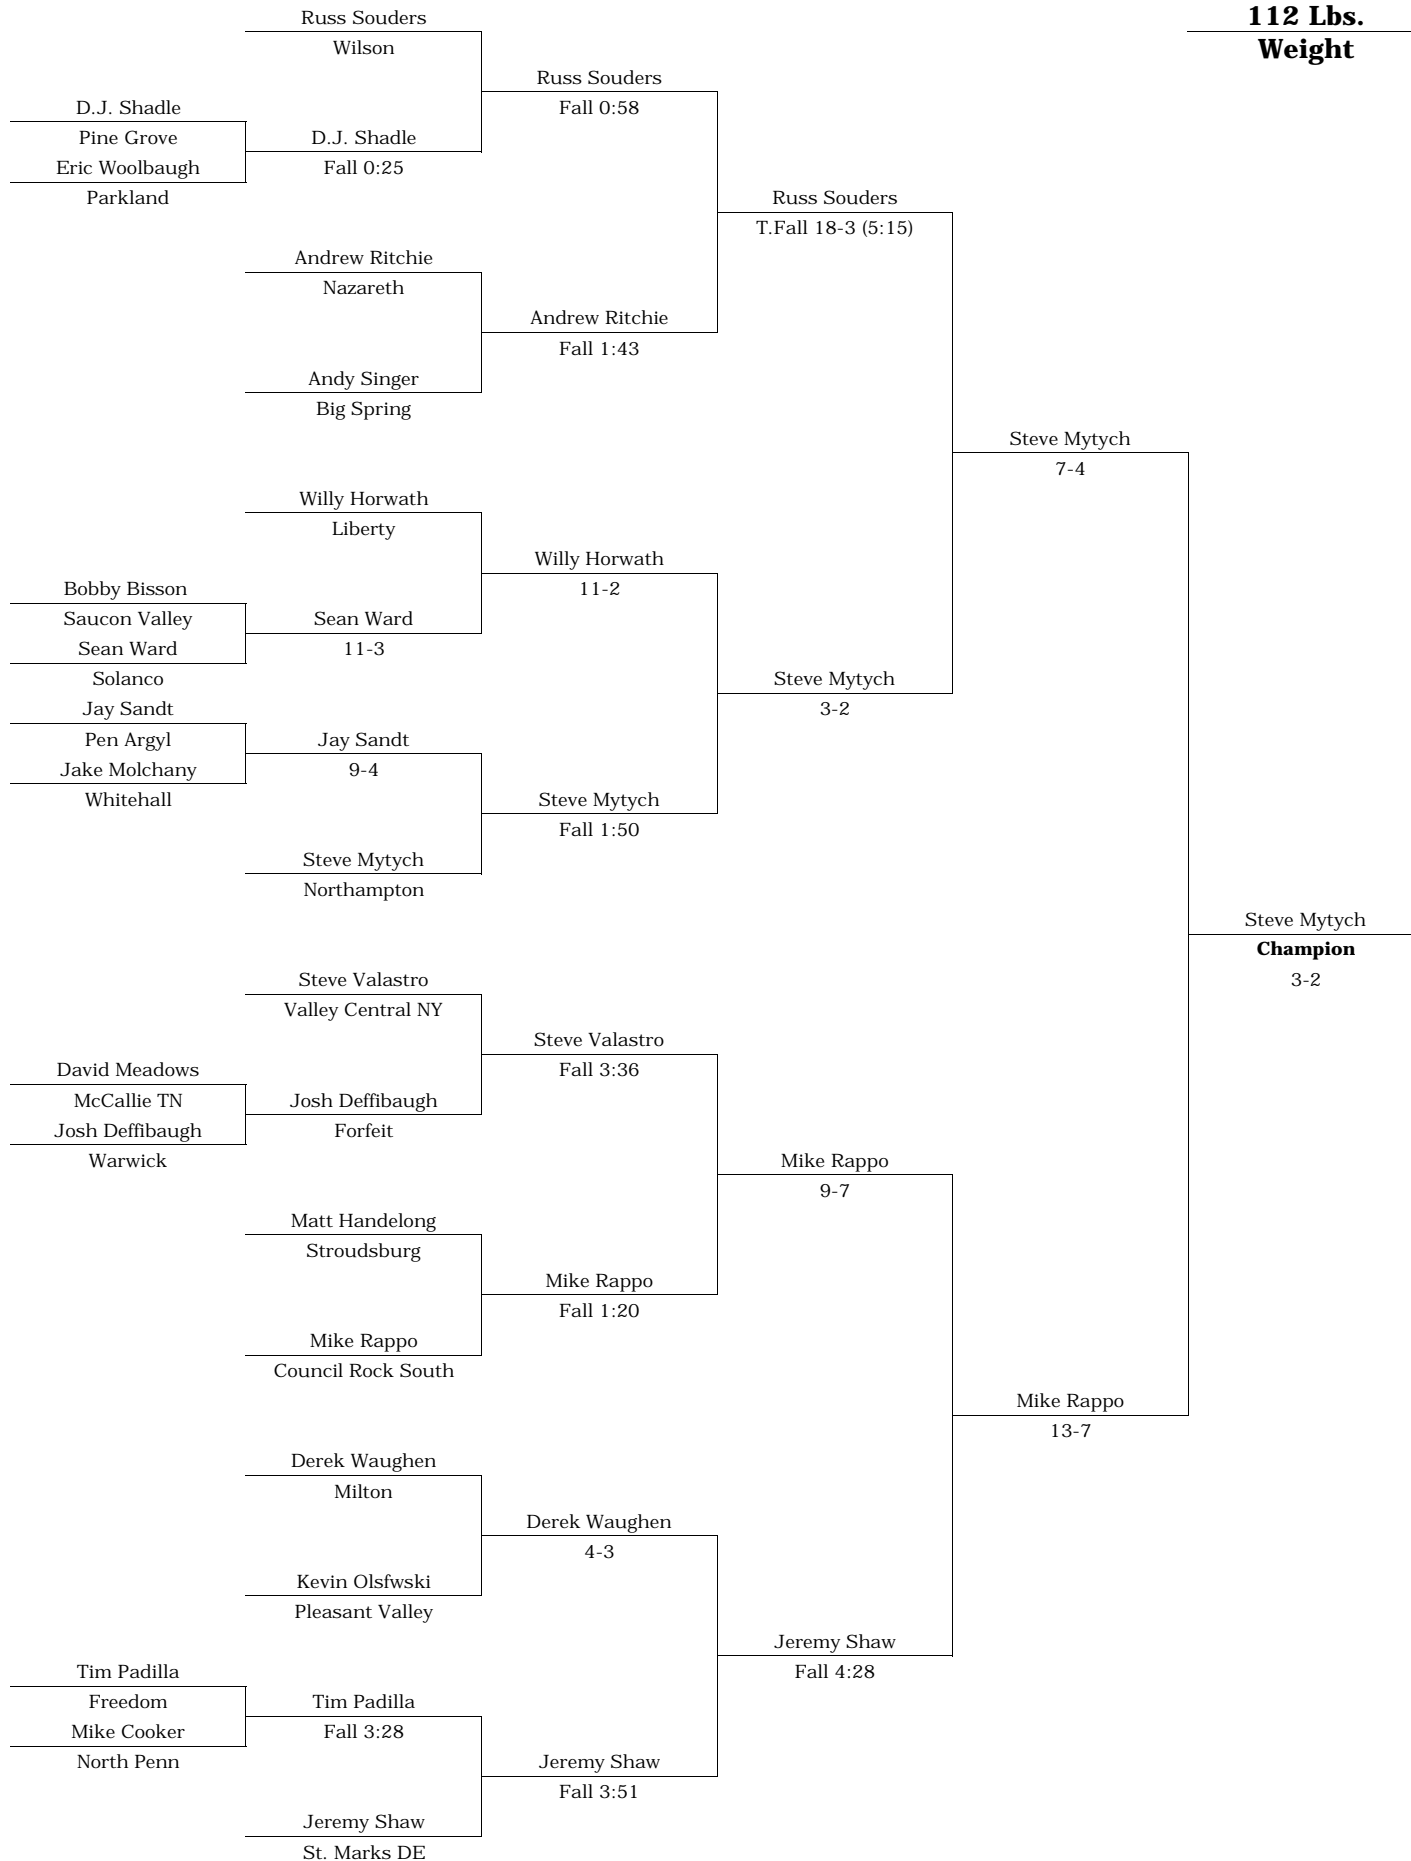 Russ Souders
112 Lbs.
Wilson
Weight
Russ Souders
D.J. Shadle
Fall 0:58
Pine Grove
D.J. Shadle
Eric Woolbaugh
Fall 0:25
Parkland
Russ Souders
T.Fall 18-3 (5:15)
Andrew Ritchie
Nazareth
Andrew Ritchie
Fall 1:43
Andy Singer
Big Spring
Steve Mytych
7-4
Willy Horwath
Liberty
Willy Horwath
Bobby Bisson
11-2
Saucon Valley
Sean Ward
Sean Ward
11-3
Solanco
Steve Mytych
Jay Sandt
3-2
Pen Argyl
Jay Sandt
Jake Molchany
9-4
Whitehall
Steve Mytych
Fall 1:50
Steve Mytych
Northampton
Steve Mytych
Champion
3-2
Steve Valastro
Valley Central NY
Steve Valastro
David Meadows
Fall 3:36
McCallie TN
Josh Deffibaugh
Josh Deffibaugh
Forfeit
Warwick
Mike Rappo
9-7
Matt Handelong
Stroudsburg
Mike Rappo
Fall 1:20
Mike Rappo
Council Rock South
Mike Rappo
13-7
Derek Waughen
Milton
Derek Waughen
4-3
Kevin Olsfwski
Pleasant Valley
Jeremy Shaw
Tim Padilla
Fall 4:28
Freedom
Tim Padilla
Mike Cooker
Fall 3:28
North Penn
Jeremy Shaw
Fall 3:51
Jeremy Shaw
St. Marks DE